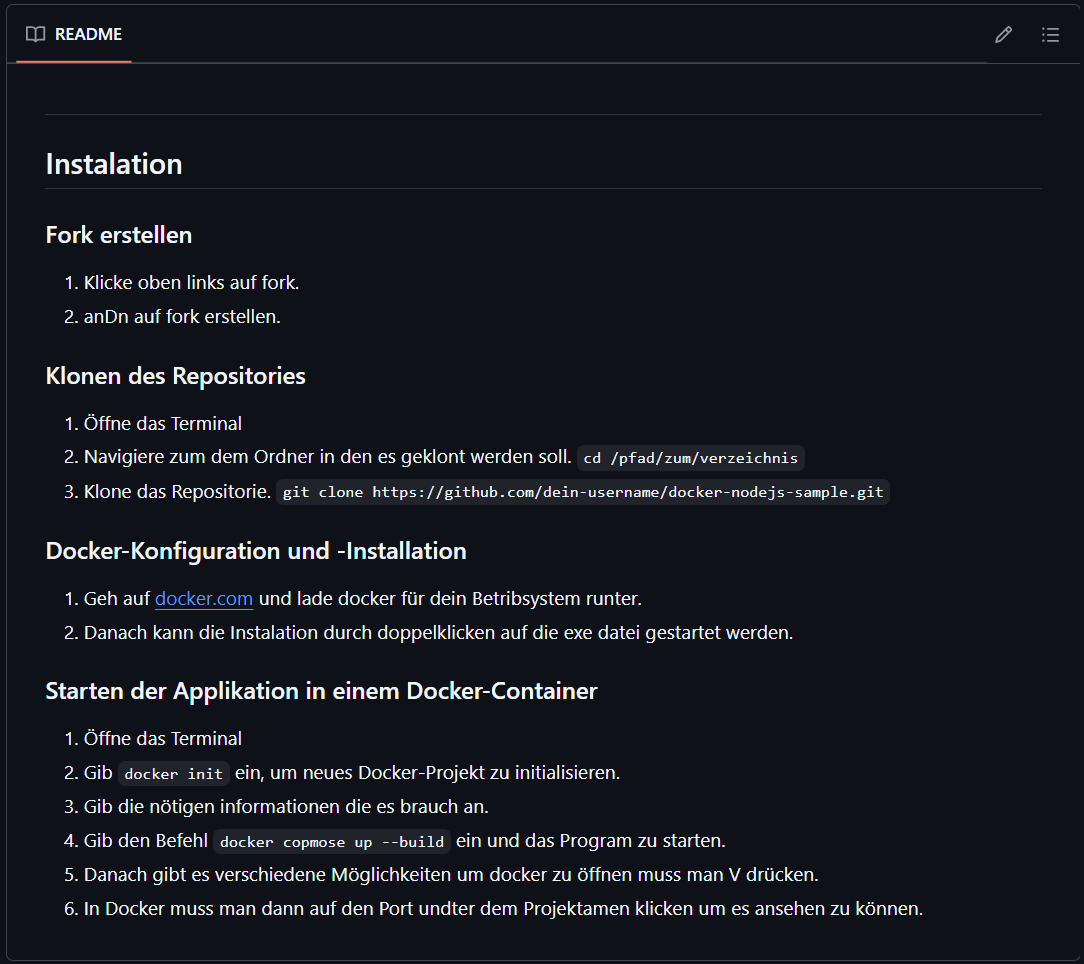 README
Instalation
Fork erstellen
1. Klicke oben links auf fork.
2. anDn auf fork erstellen.
Klonen des Repositories
1. Öffne das Terminal
2. Navigiere zum dem Ordner in den es geklont werden soll. cd /pfad/zum/verzeichnis
3. Klone das Repositorie. git clone https://github.com/dein-username/docker-nodejs-sample.git
Docker-Konfiguration und -Installation
1. Geh auf docker.com und lade docker für dein Betribsystem runter.
2. Danach kann die Instalation durch doppelklicken auf die exe datei gestartet werden.
Starten der Applikation in einem Docker-Container
1. Öffne das Terminal
2. Gib docker init ein, um neues Docker-Projekt zu initialisieren.
3. Gib die nötigen informationen die es brauch an.
4. Gib den Befehl docker copmose up --build ein und das Program zu starten.
5. Danach gibt es verschiedene Möglichkeiten um docker zu öffnen muss man V drücken.
6. In Docker muss man dann auf den Port undter dem Projektamen klicken um es ansehen zu können.